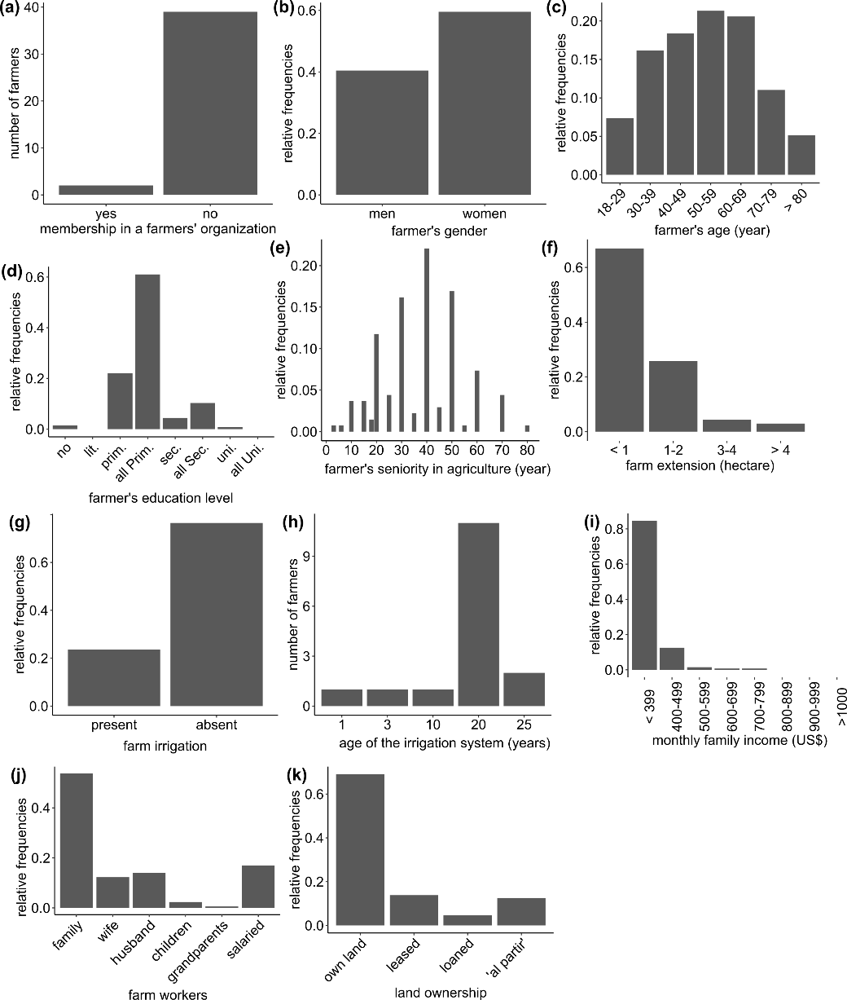 (a)
number of farmers
40
30
20
10
0
yes no
membership in a farmers' organization
(b)
relative frequencies
0.6
0.4
0.2
0.0
men women
farmer's gender
(c)
relative frequencies
0.20
0.15
0.10
0.05
0.00
18-29 30-39 40-49 50-59 60-69 70-79 > 80
farmer's age (year)
(d)
relative frequencies
0.6
0.4
0.2
0.0
no lit. prim. all Prim. sec. all Sec. uni. all Uni.
farmer's education level
(e)
relative frequencies
0.20
0.15
0.10
0.05
0.00
0 10 20 30 40 50 60 70 80
farmer's seniority in agriculture (year)
(f)
relative frequencies
0.6
0.4
0.2
0.0
< 1 1-2 3-4 > 4
farm extension (hectare)
(g)
relative frequencies
0.6
0.4
0.2
0.0
present absent
farm irrigation
(h)
number of farmers
9
6
3
0
1 3 10 20 25
age of the irrigation system (years)
(i)
relative frequencies
0.8
0.6
0.4
0.2
0.0
< 399 400-499 500-599 600-699 700-799 800-899 900-999 >1000
monthly family income (US$)
(j)
relative frequencies
0.4
0.2
0.0
family wife husband children grandparents salaried
farm workers
(k)
relative frequencies
0.6
0.4
0.2
0.0
own land leased loaned 'al partir'
land ownership